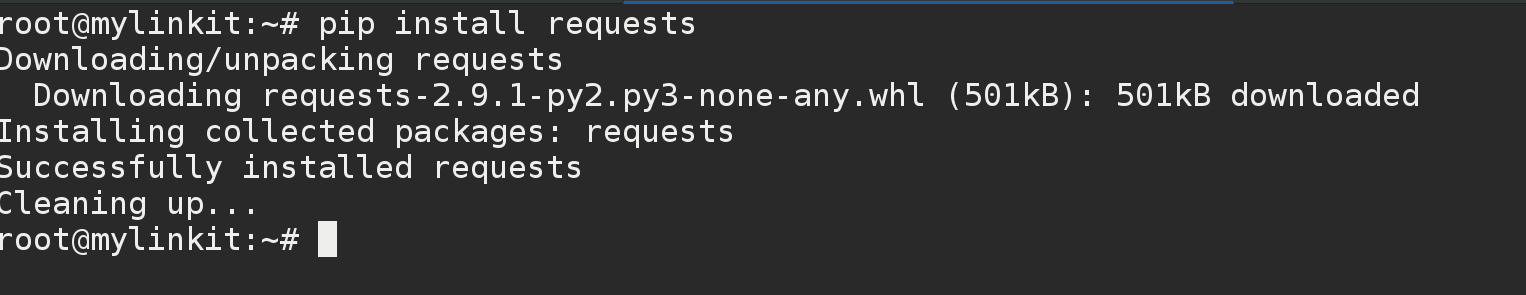 root@mylinkit:~# pip install requests
Downloading/unpacking requests
  Downloading requests-2.9.1-py2.py3-none-any.whl (501kB): 501kB downloaded
Installing collected packages: requests
Successfully installed requests
Cleaning up...
root@mylinkit:~#